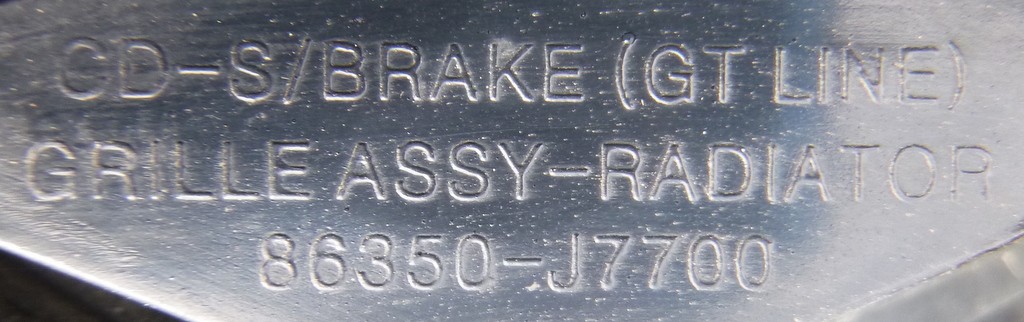 CD-S/BRAKE (GT LINE)
GRILLE ASSY-RADIATOR
86350-J7700